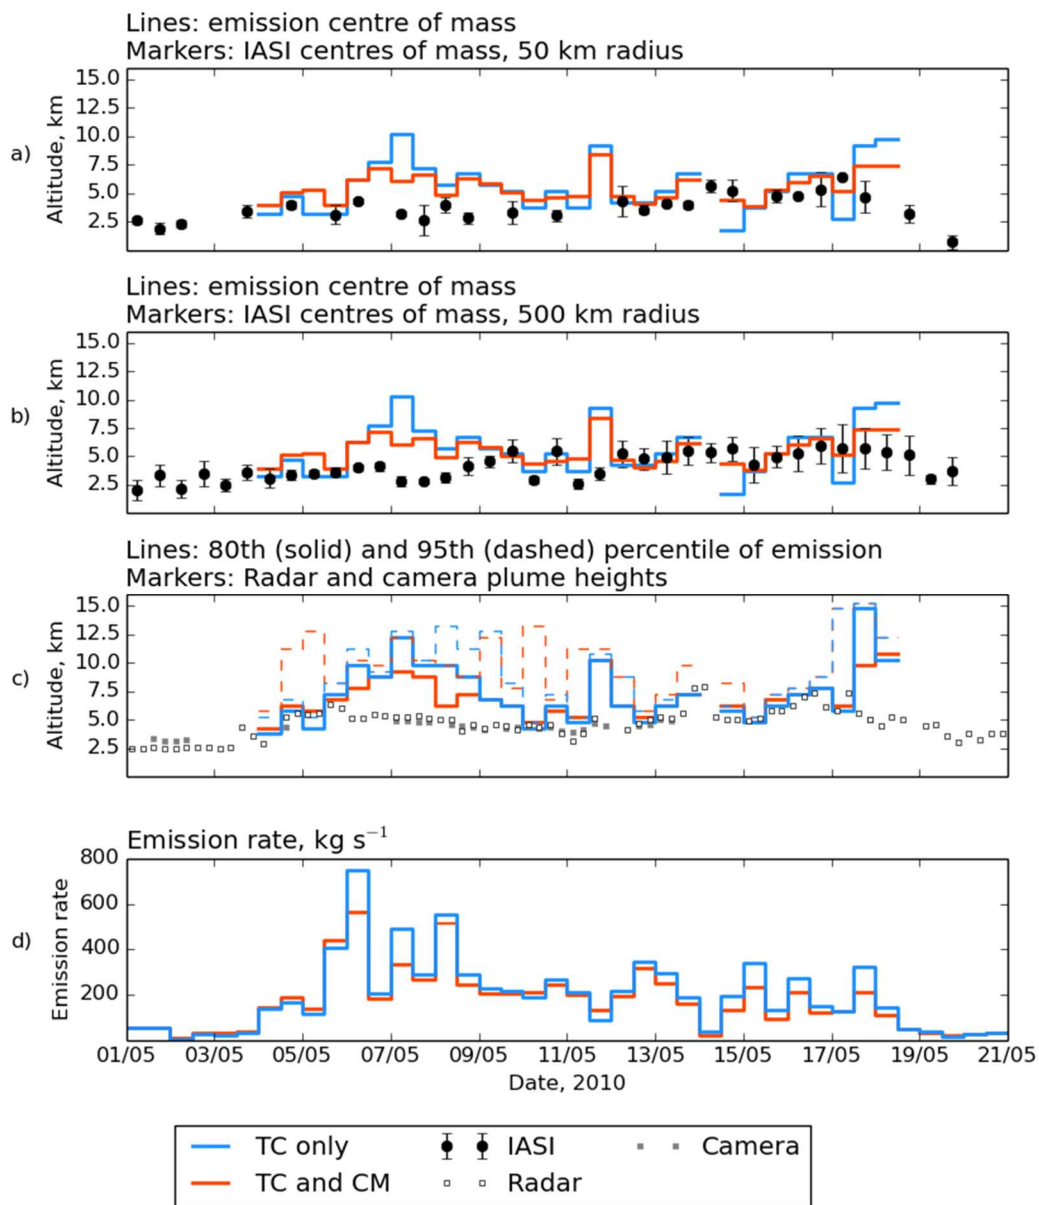 Lines: emission centre of mass
Markers: IASI centres of mass, 50 km radius
a)
Altitude, km
15.0
12.5
10.0
7.5
5.0
2.5
Lines: emission centre of mass
Markers: IASI centres of mass, 500 km radius
b)
Altitude, km
15.0
12.5
10.0
7.5
5.0
2.5
Lines: 80th (solid) and 95th (dashed) percentile of emission
Markers: Radar and camera plume heights
c)
Altitude, km
15.0
12.5
10.0
7.5
5.0
2.5
Emission rate, kg s⁻¹
d)
Emission rate
800
600
400
200
01/05 03/05 05/05 07/05 09/05 11/05 13/05 15/05 17/05 19/05 21/05
Date, 2010
TC only IASI Camera
TC and CM Radar